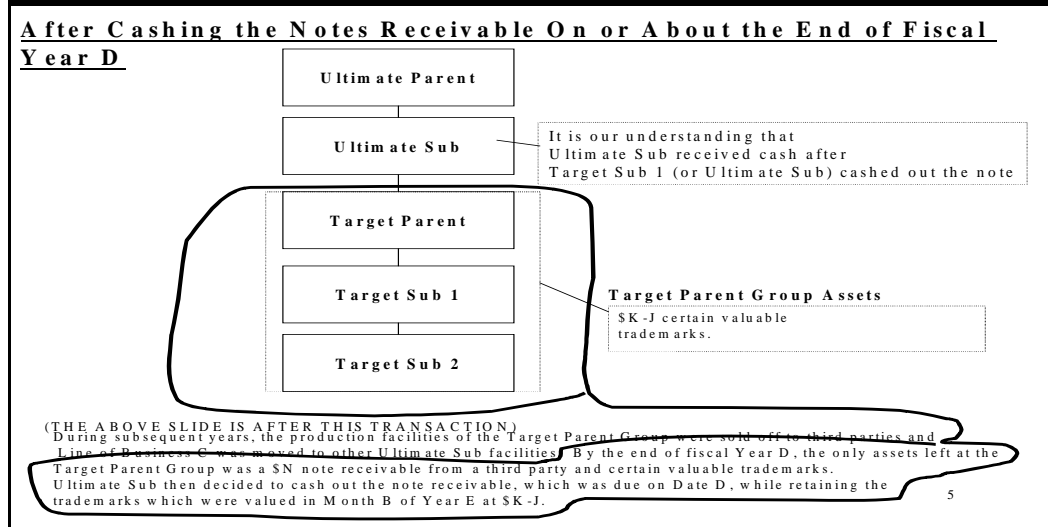 After Cashing the Notes Receivable On or About the End of Fiscal
Year D
Ultimate Parent
Ultimate Sub
It is our understanding that
Ultimate Sub received cash after
Target Sub 1 (or Ultimate Sub) cashed out the note
Target Parent
Target Sub 1
Target Parent Group Assets
$K-J certain valuable
trademarks.
Target Sub 2
(THE ABOVE SLIDE IS AFTER THIS TRANSACTION)
During subsequent years, the production facilities of the Target Parent Group were sold off to third parties and
Line of Business C was moved to other Ultimate Sub facilities. By the end of fiscal Year D, the only assets left at the
Target Parent Group was a $N note receivable from a third party and certain valuable trademarks.
Ultimate Sub then decided to cash out the note receivable, which was due on Date D, while retaining the
trademarks which were valued in Month B of Year E at $K-J.
5